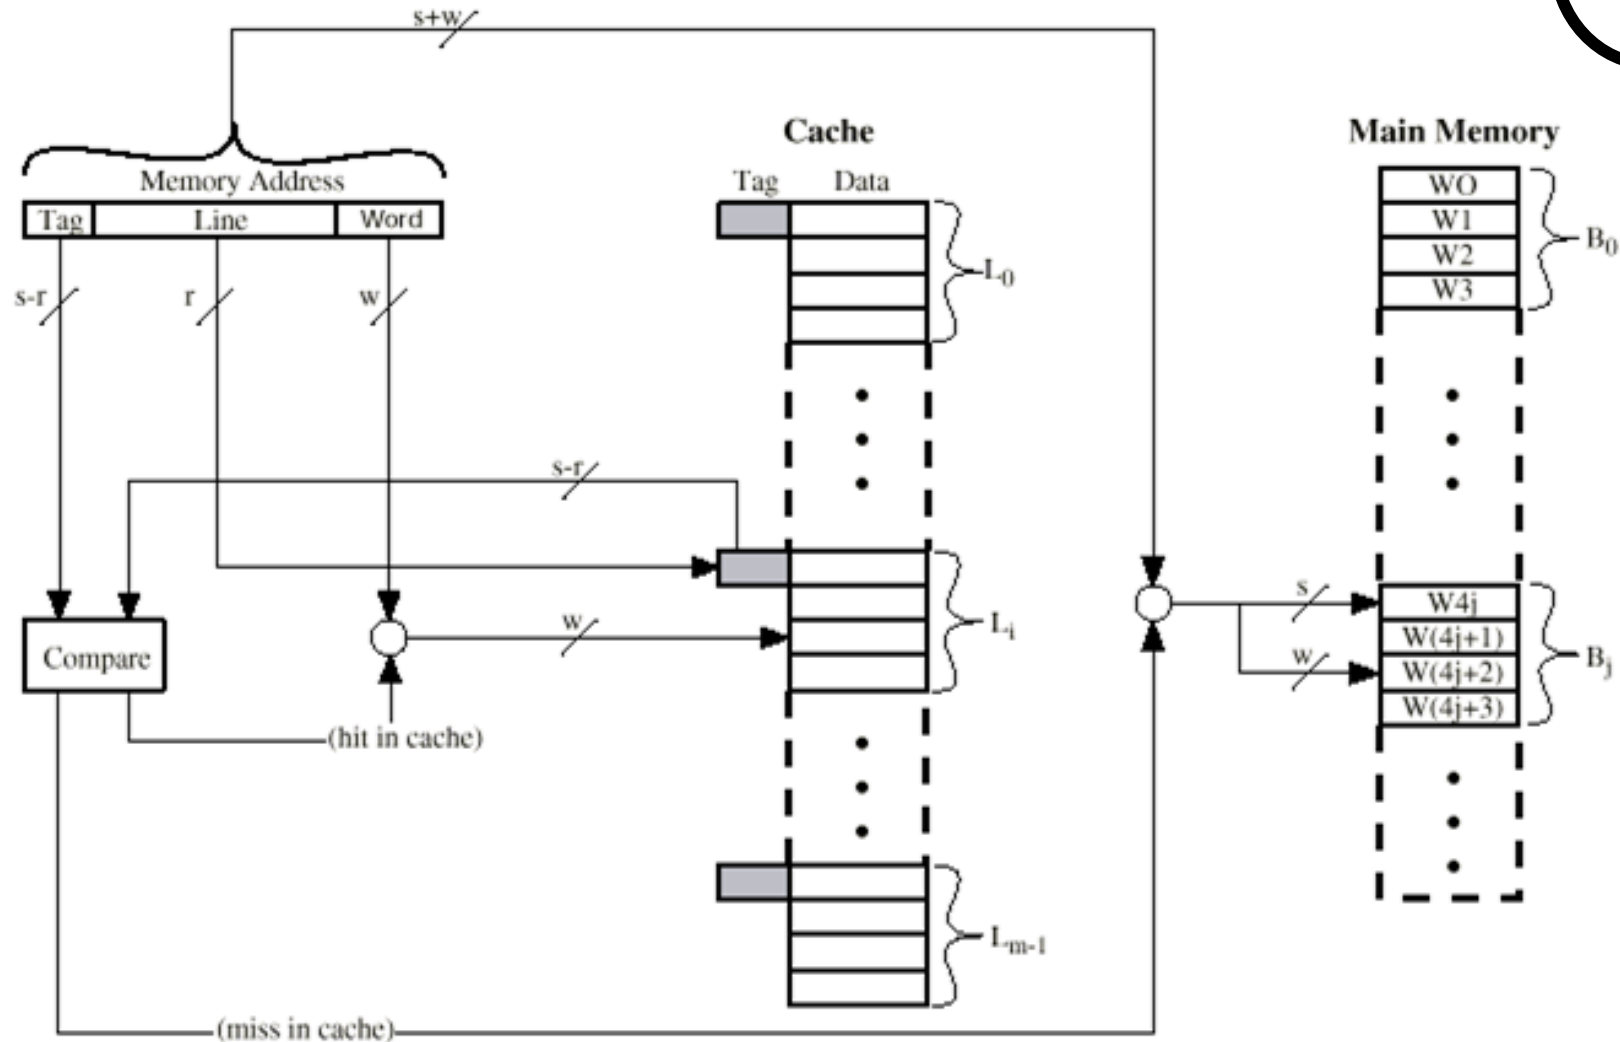 s+w
Cache
Main Memory
Memory Address
Tag Data
Tag Line Word
WO
W1
W2
W3
B0
L0
s-r
r
w
s-r
s
W4j
W(4j+1)
W(4j+2)
W(4j+3)
Bj
w
Li
w
Compare
(hit in cache)
Lm-1
(miss in cache)